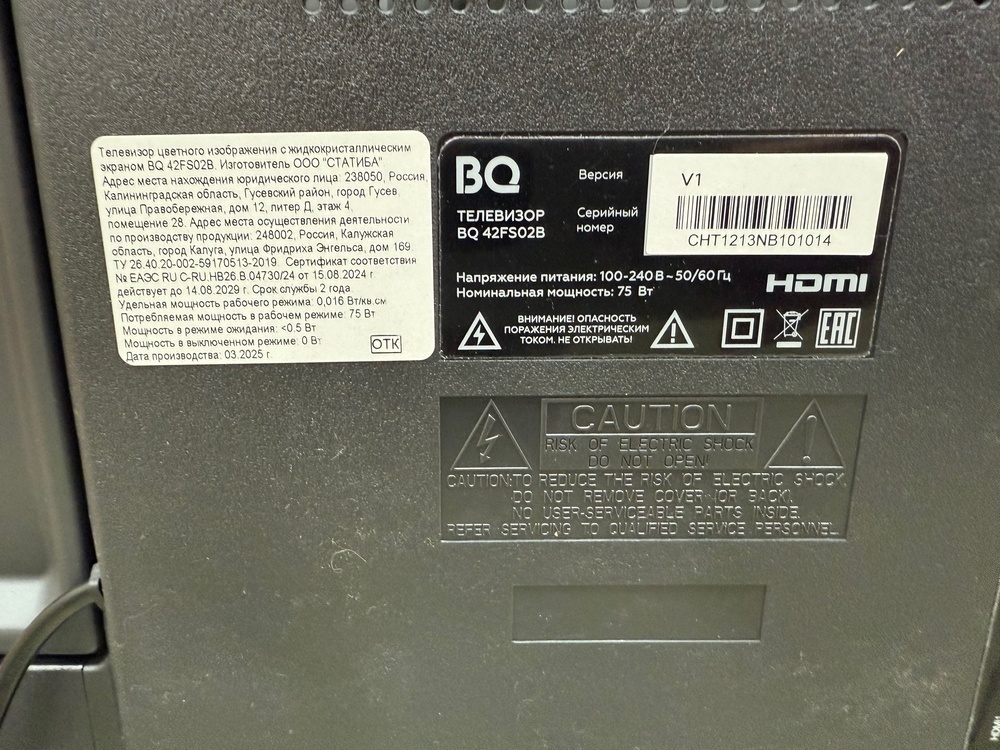 Телевизор цветного изображения с жидкокристаллическим
экраном BQ 42FS02B. Изготовитель ООО "СТАТИБА"
Адрес места нахождения юридического лица: 238050, Россия,
Калининградская область, Гусевский район, город Гусев,
улица Правобережная, дом 12, литер Д, этаж 4,
помещение 28. Адрес места осуществления деятельности
по производству продукции: 248002, Россия, Калужская
область, город Калуга, улица Фридриха Энгельса, дом 169.
ТУ 26.40.20-002-59170513-2019. Сертификат соответствия
№ ЕАЭС RU C-RU.HB26.B.04730/24 от 15.08.2024 г.
действует до 14.08.2029 г. Срок службы 2 года.
Удельная мощность рабочего режима: 0,016 Вт/кв.см
Потребляемая мощность в рабочем режиме: 75 Вт
Мощность в режиме ожидания: <0.5 Вт
Мощность в выключенном режиме: 0 Вт
Дата производства: 03.2025 г.
ОТК
BQ
ТЕЛЕВИЗОР
BQ 42FS02B
Версия
V1
Серийный
номер
CHT1213NB101014
Напряжение питания: 100-240 В ~ 50/60 Гц
Номинальная мощность: 75 Вт
HDMI
ВНИМАНИЕ! ОПАСНОСТЬ
ПОРАЖЕНИЯ ЭЛЕКТРИЧЕСКИМ
ТОКОМ. НЕ ОТКРЫВАТЬ!
EAC
CAUTION
RISK OF ELECTRIC SHOCK
DO NOT OPEN
CAUTION:TO REDUCE THE RISK OF ELECTRIC SHOCK,
DO NOT REMOVE COVER (OR BACK).
NO USER-SERVICEABLE PARTS INSIDE.
REFER SERVICING TO QUALIFIED SERVICE PERSONNEL.